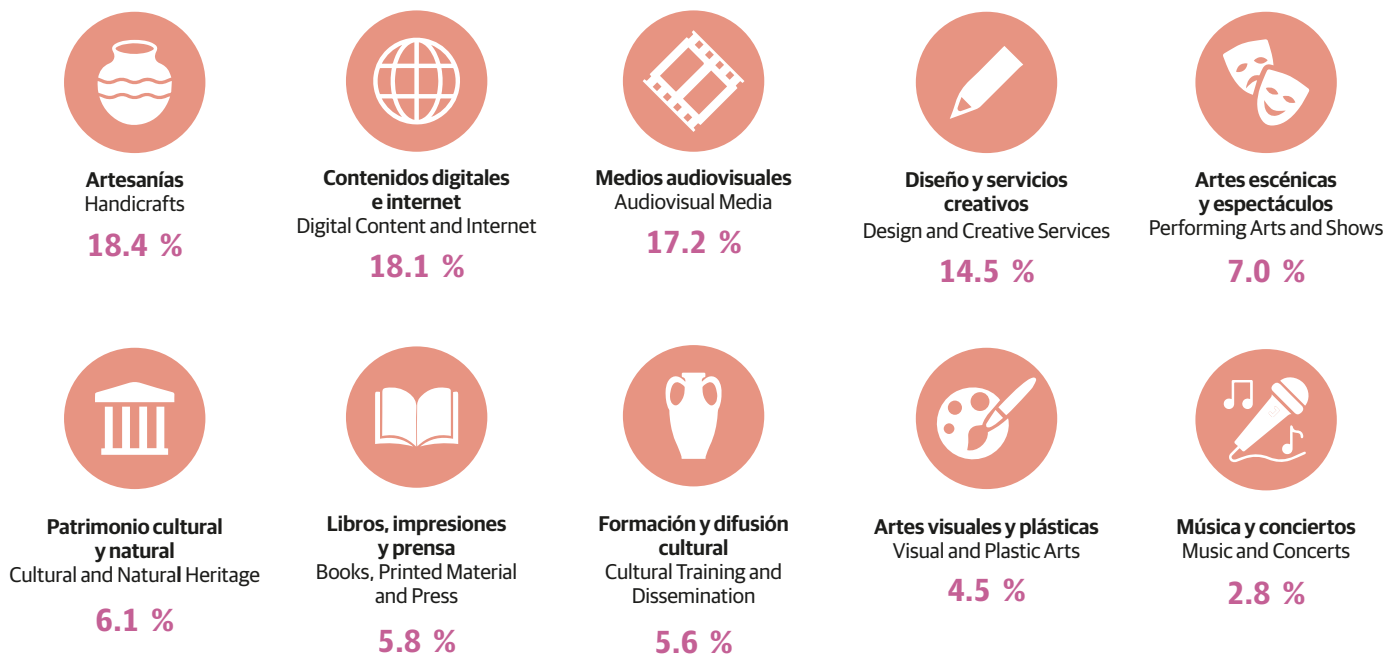 Artesanías
Handicrafts
18.4 %
Contenidos digitales
e internet
Digital Content and Internet
18.1 %
Medios audiovisuales
Audiovisual Media
17.2 %
Diseño y servicios
creativos
Design and Creative Services
14.5 %
Artes escénicas
y espectáculos
Performing Arts and Shows
7.0 %
Patrimonio cultural
y natural
Cultural and Natural Heritage
6.1 %
Libros, impresiones
y prensa
Books, Printed Material
and Press
5.8 %
Formación y difusión
cultural
Cultural Training and
Dissemination
5.6 %
Artes visuales y plásticas
Visual and Plastic Arts
4.5 %
Música y conciertos
Music and Concerts
2.8 %